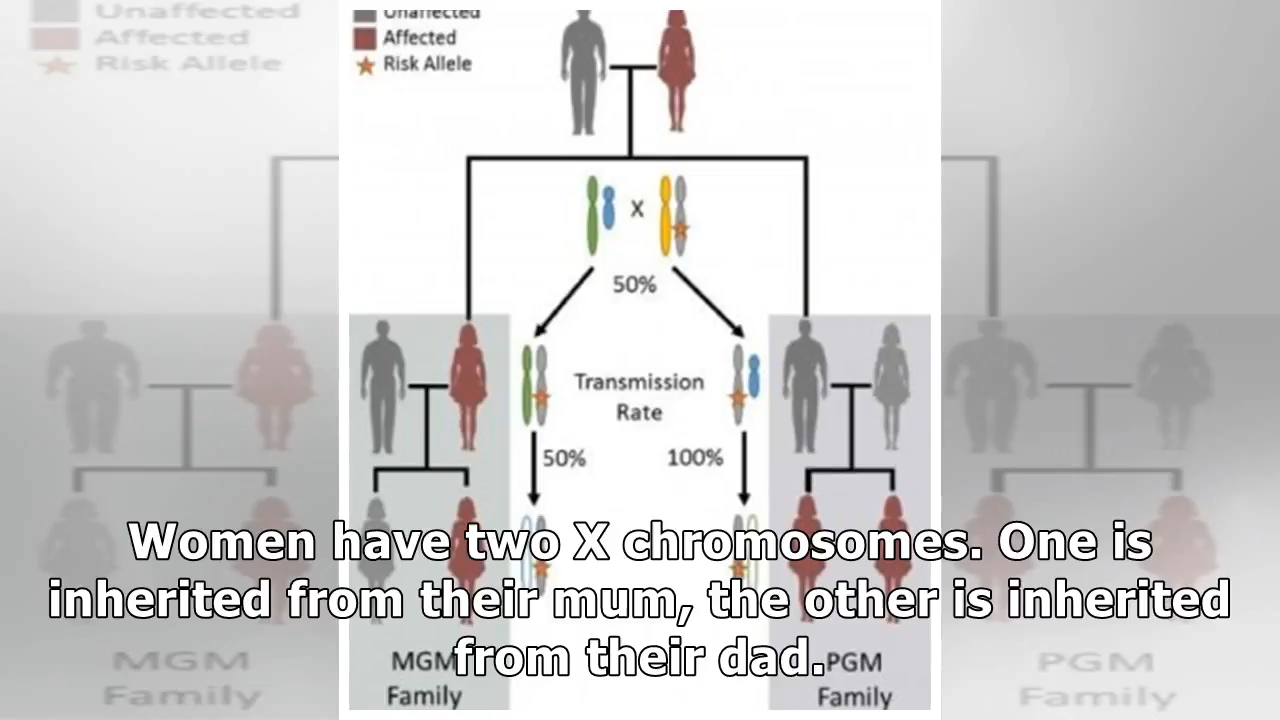 Unaffected
Affected
Risk Allele
Unaffected
Affected
Risk Allele
X
50%
Transmission
Rate
50%
100%
Women have two X chromosomes. One is
inherited from their mum, the other is inherited
from their dad.
MGM
Family
MGM
Family
PGM
Family
PGM
Family